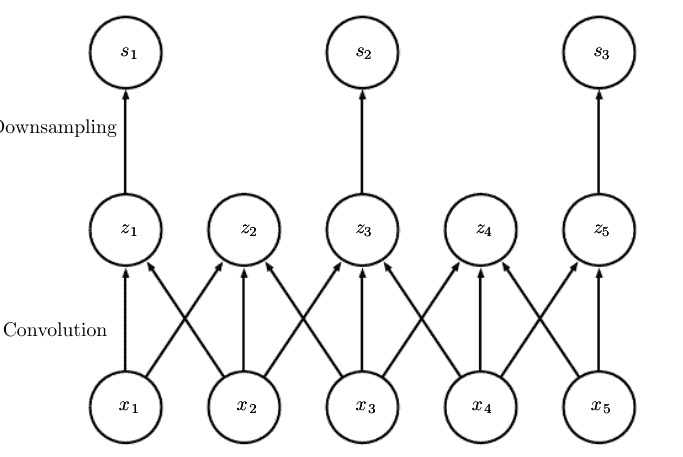 s₁ s₂ s₃
Downsampling
z₁ z₂ z₃ z₄ z₅
Convolution
x₁ x₂ x₃ x₄ x₅